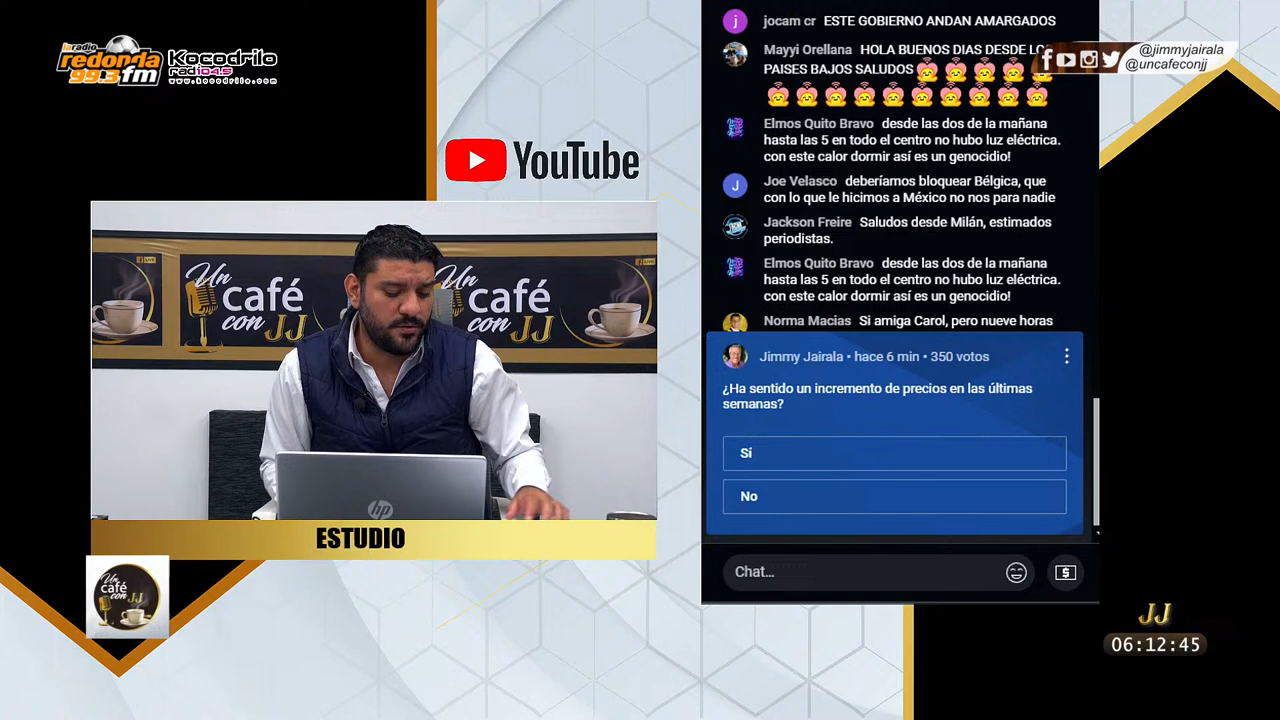 la radio
redonda
99.3 fm
Kocodrilo
radio 104.5
www.kocodrilo.com
YouTube
Un
café
con JJ
Un
café
con JJ
hp
ESTUDIO
Un
café
con JJ
jocam cr ESTE GOBIERNO ANDAN AMARGADOS
Mayyi Orellana HOLA BUENOS DIAS DESDE LO
PAISES BAJOS SALUDOS
@jimmyjairala
@uncafeconjj
Elmos Quito Bravo desde las dos de la mañana
hasta las 5 en todo el centro no hubo luz eléctrica.
con este calor dormir así es un genocidio!
J
Joe Velasco deberíamos bloquear Bélgica, que
con lo que le hicimos a México no nos para nadie
Jackson Freire Saludos desde Milán, estimados
periodistas.
Elmos Quito Bravo desde las dos de la mañana
hasta las 5 en todo el centro no hubo luz eléctrica.
con este calor dormir así es un genocidio!
Norma Macias Si amiga Carol, pero nueve horas
Jimmy Jairala • hace 6 min • 350 votos
¿Ha sentido un incremento de precios en las últimas
semanas?
Sí
No
Chat...
JJ
06:12:45